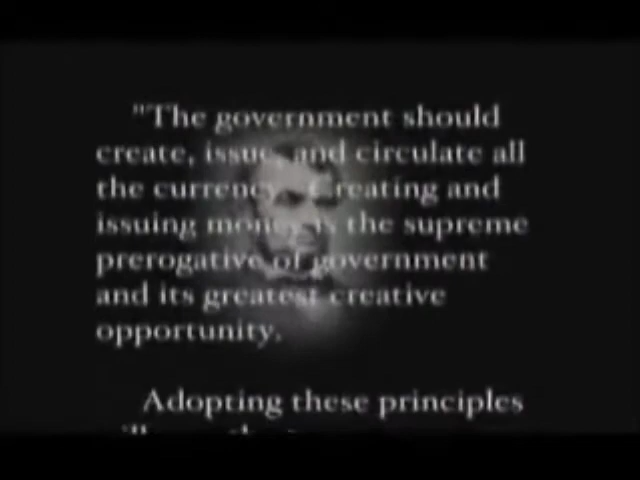 "The government should
create, issue, and circulate all
the currency. Creating and
issuing money is the supreme
prerogative of government
and its greatest creative
opportunity.
Adopting these principles